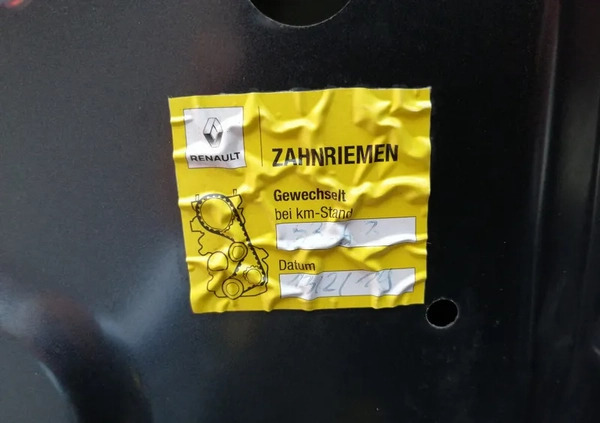 RENAULT
ZAHNRIEMEN
Gewechselt
bei km-Stand
Datum